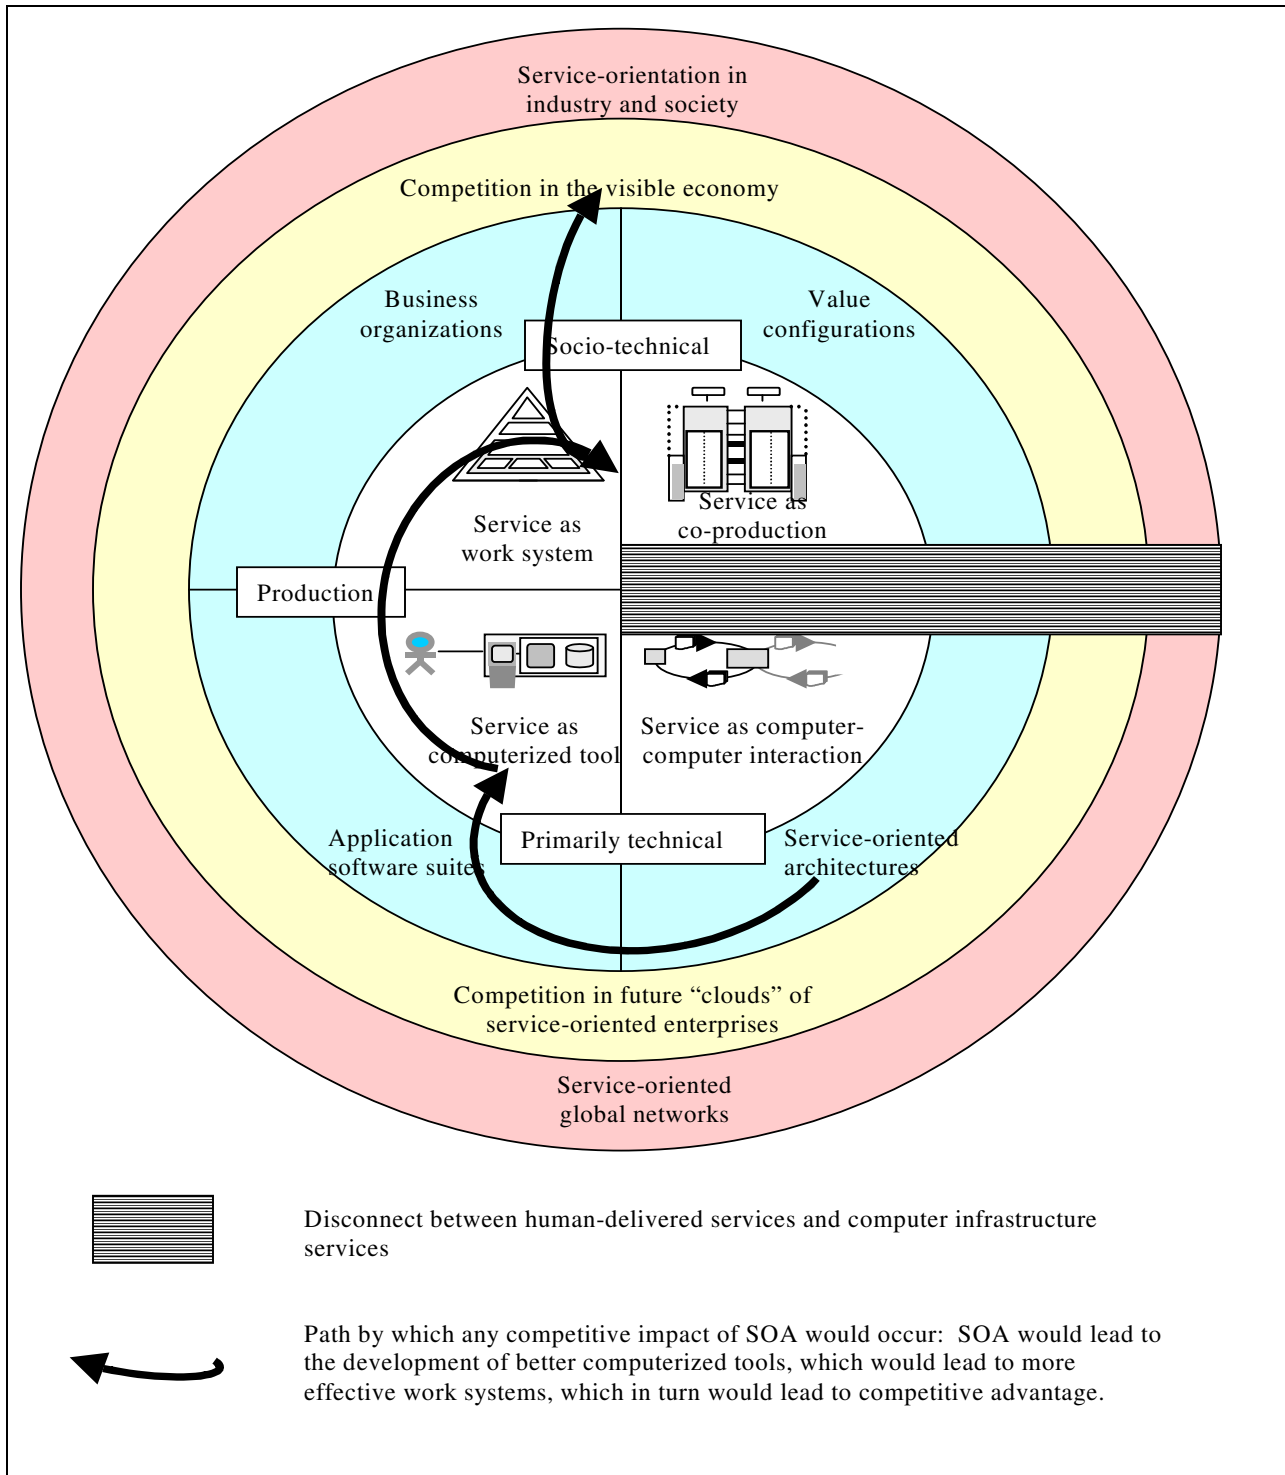 Service-orientation in
industry and society
Competition in the visible economy
Business
organizations
Value
configurations
Socio-technical
Service as
work system
Service as
co-production
Production
Service as
computerized tool
Service as computer-
computer interaction
Application
software suites
Primarily technical
Service-oriented
architectures
Competition in future “clouds” of
service-oriented enterprises
Service-oriented
global networks
Disconnect between human-delivered services and computer infrastructure
services
Path by which any competitive impact of SOA would occur: SOA would lead to
the development of better computerized tools, which would lead to more
effective work systems, which in turn would lead to competitive advantage.